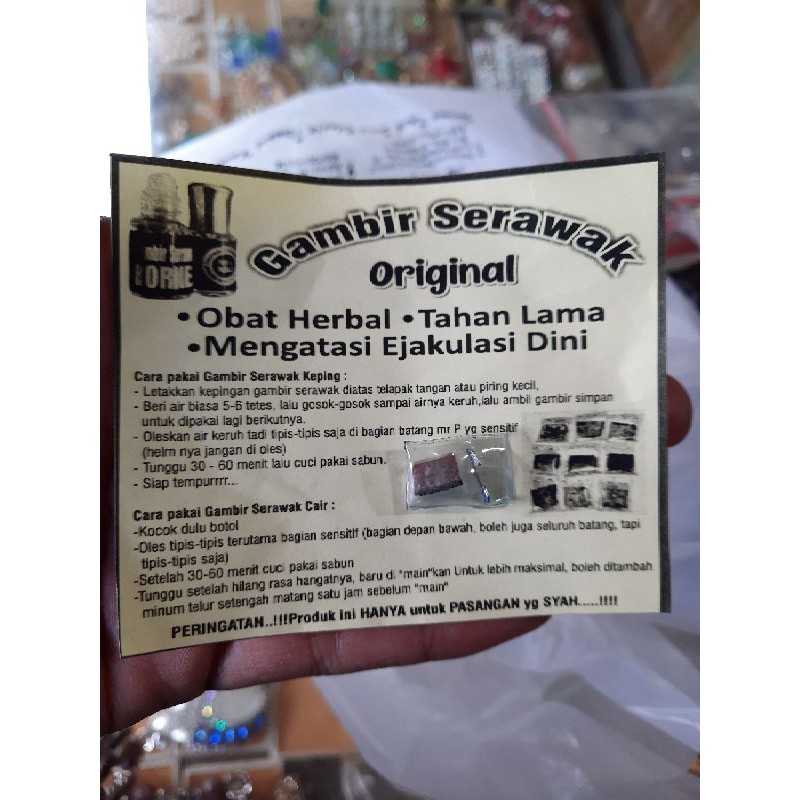 Gambir Serawak
Original
ORNE
• Obat Herbal • Tahan Lama
• Mengatasi Ejakulasi Dini
Cara pakai Gambir Serawak Keping :
- Letakkan kepingan gambir serawak diatas telapak tangan atau piring kecil,
- Beri air biasa 5-6 tetes, lalu gosok-gosok sampai airnya keruh,lalu ambil gambir simpan
untuk dipakai lagi berikutnya.
- Oleskan air keruh tadi tipis-tipis saja di bagian batang mr P yg sensitif
(helm nya jangan di oles)
- Tunggu 30 - 60 menit lalu cuci pakai sabun.
- Siap tempurrrr...
Cara pakai Gambir Serawak Cair :
-Kocok dulu botol
-Oles tipis-tipis terutama bagian sensitif (bagian depan bawah, boleh juga seluruh batang, tapi
tipis-tipis saja)
-Setelah 30-60 menit cuci pakai sabun
-Tunggu setelah hilang rasa hangatnya, baru di "main"kan Untuk lebih maksimal, boleh ditambah
minum telur setengah matang satu jam sebelum "main"
PERINGATAN..!!!Produk ini HANYA untuk PASANGAN yg SYAH.....!!!!